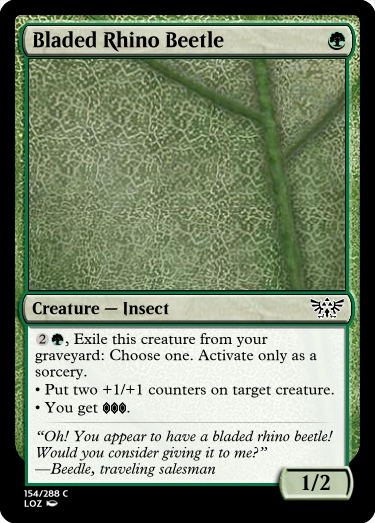 Bladed Rhino Beetle
Creature — Insect
2, Exile this creature from your
graveyard: Choose one. Activate only as a
sorcery.
• Put two +1/+1 counters on target creature.
• You get .
“Oh! You appear to have a bladed rhino beetle!
Would you consider giving it to me?”
—Beedle, traveling salesman
1/2
154/288 C
LOZ